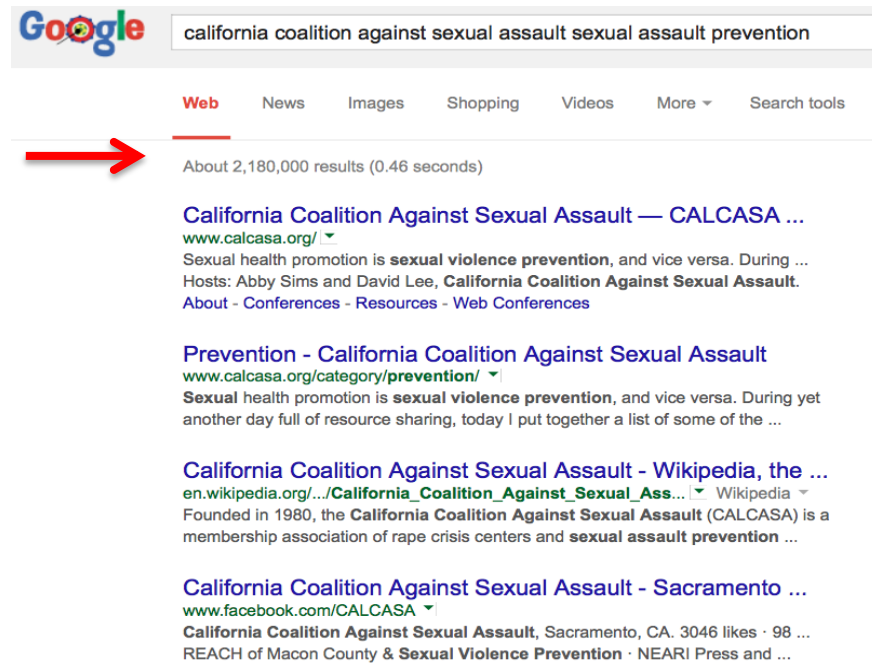 Google
california coalition against sexual assault sexual assault prevention
Web News Images Shopping Videos More Search tools
About 2,180,000 results (0.46 seconds)
California Coalition Against Sexual Assault — CALCASA ...
www.calcasa.org/
Sexual health promotion is sexual violence prevention, and vice versa. During ...
Hosts: Abby Sims and David Lee, California Coalition Against Sexual Assault.
About - Conferences - Resources - Web Conferences
Prevention - California Coalition Against Sexual Assault
www.calcasa.org/category/prevention/
Sexual health promotion is sexual violence prevention, and vice versa. During yet
another day full of resource sharing, today I put together a list of some of the ...
California Coalition Against Sexual Assault - Wikipedia, the ...
en.wikipedia.org/.../California_Coalition_Against_Sexual_Ass... Wikipedia
Founded in 1980, the California Coalition Against Sexual Assault (CALCASA) is a
membership association of rape crisis centers and sexual assault prevention ...
California Coalition Against Sexual Assault - Sacramento ...
www.facebook.com/CALCASA
California Coalition Against Sexual Assault, Sacramento, CA. 3046 likes · 98 ...
REACH of Macon County & Sexual Violence Prevention · NEARI Press and ...